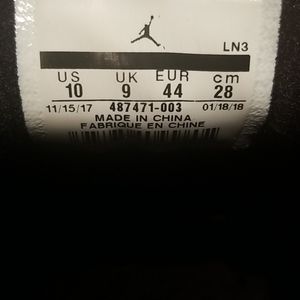 LN3
US UK EUR cm
10 9 44 28
11/15/17 487471-003 01/18/18
MADE IN CHINA
FABRIQUE EN CHINE